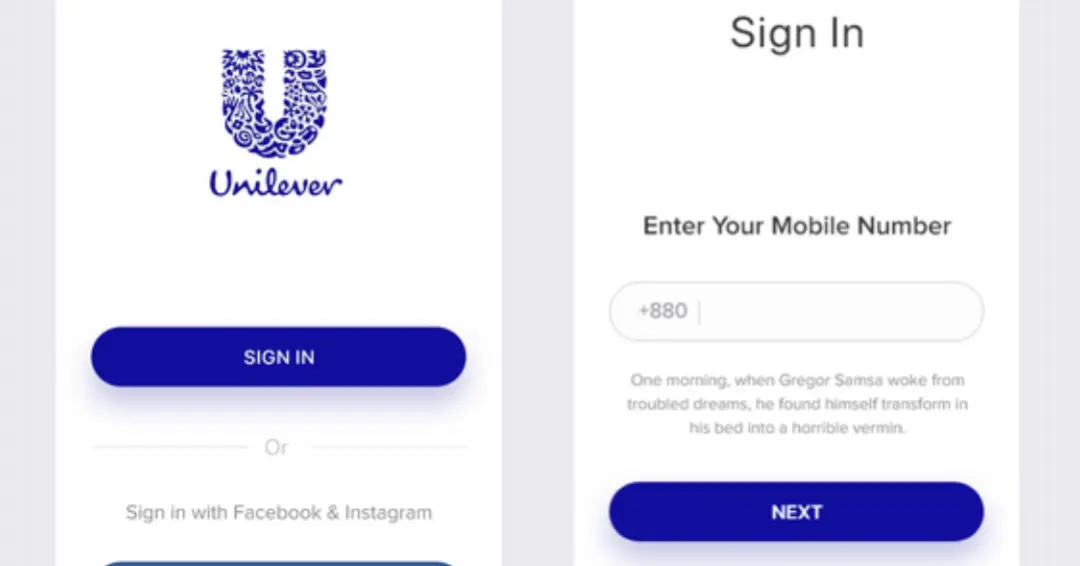 Unilever
SIGN IN
Or
Sign in with Facebook & Instagram
Sign In
Enter Your Mobile Number
+880
One morning, when Gregor Samsa woke from
troubled dreams, he found himself transform in
his bed into a horrible vermin.
NEXT